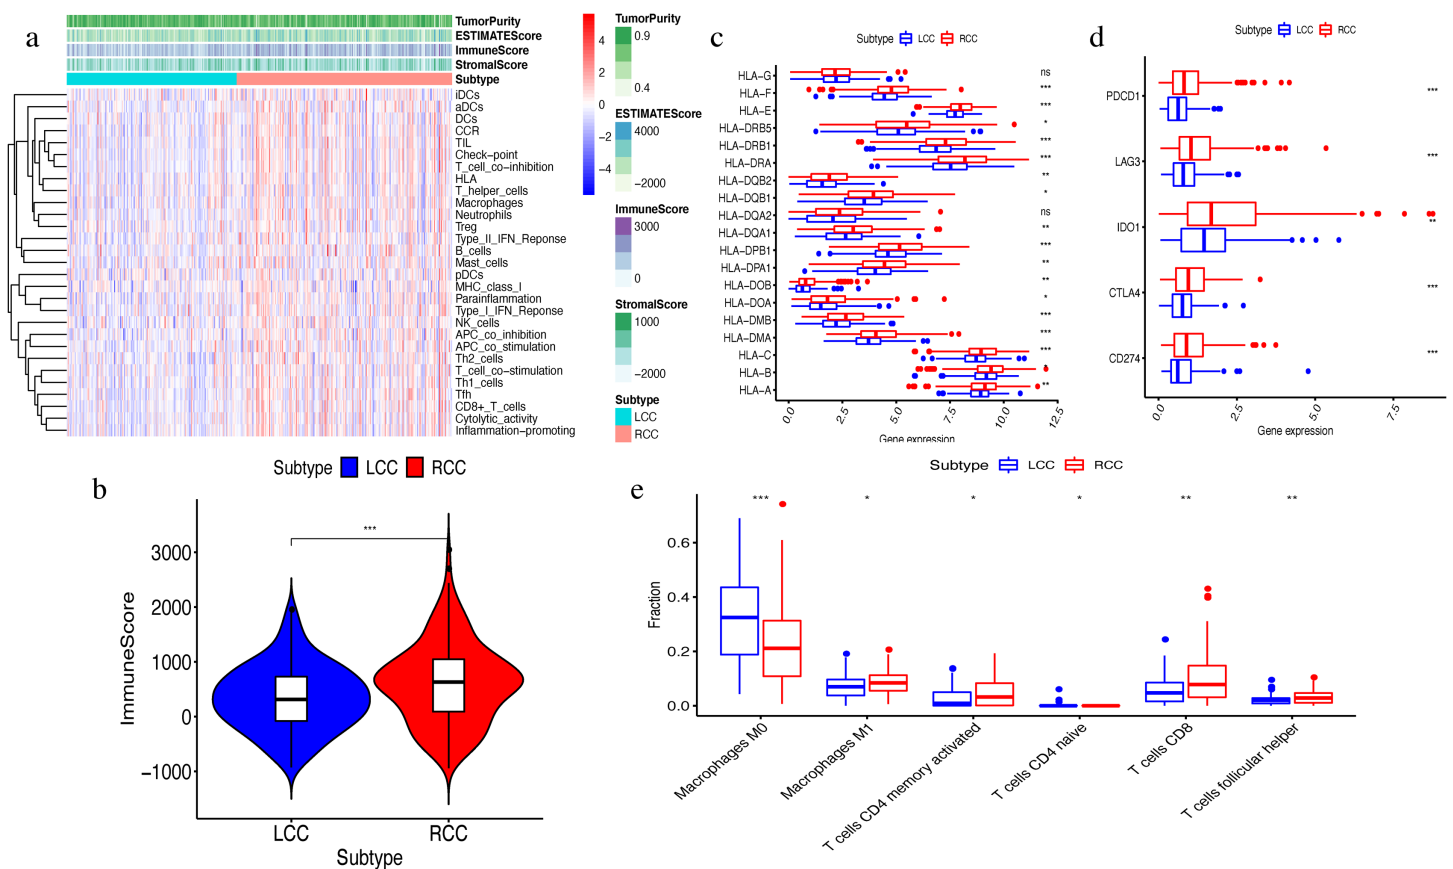 a
TumorPurity
ESTIMATEScore
ImmuneScore
StromalScore
Subtype
iDCs
aDCs
DCs
CCR
TIL
Check-point
T_cell_co-inhibition
HLA
T_helper_cells
Macrophages
Neutrophils
Treg
Type_II_IFN_Reponse
B_cells
Mast_cells
pDCs
MHC_class_I
Parainflammation
Type_I_IFN_Reponse
NK_cells
APC_co_inhibition
APC_co_stimulation
Th2_cells
T_cell_co-stimulation
Th1_cells
Tfh
CD8+_T_cells
Cytolytic_activity
Inflammation-promoting
4
2
0
−2
−4
TumorPurity
0.9
0.4
ESTIMATEScore
4000
−2000
ImmuneScore
3000
0
StromalScore
1000
−2000
Subtype
LCC
RCC
c
Subtype LCC RCC
HLA-G ns
HLA-F ***
HLA-E ***
HLA-DRB5 *
HLA-DRB1 ***
HLA-DRA ***
HLA-DQB2 **
HLA-DQB1 *
HLA-DQA2 ns
HLA-DQA1 **
HLA-DPB1 ***
HLA-DPA1 **
HLA-DOB **
HLA-DOA *
HLA-DMB ***
HLA-DMA ***
HLA-C ***
HLA-B *
HLA-A **
0.0 2.5 5.0 7.5 10.0 12.5
Gene expression
d
Subtype LCC RCC
PDCD1 ***
LAG3 ***
IDO1 **
CTLA4 ***
CD274 ***
0.0 2.5 5.0 7.5
Gene expression
b
Subtype LCC RCC
***
ImmuneScore
3000
2000
1000
0
−1000
LCC RCC
Subtype
e
Subtype LCC RCC
*** * * * ** **
Fraction
0.6
0.4
0.2
0.0
Macrophages M0
Macrophages M1
T cells CD4 memory activated
T cells CD4 naive
T cells CD8
T cells follicular helper